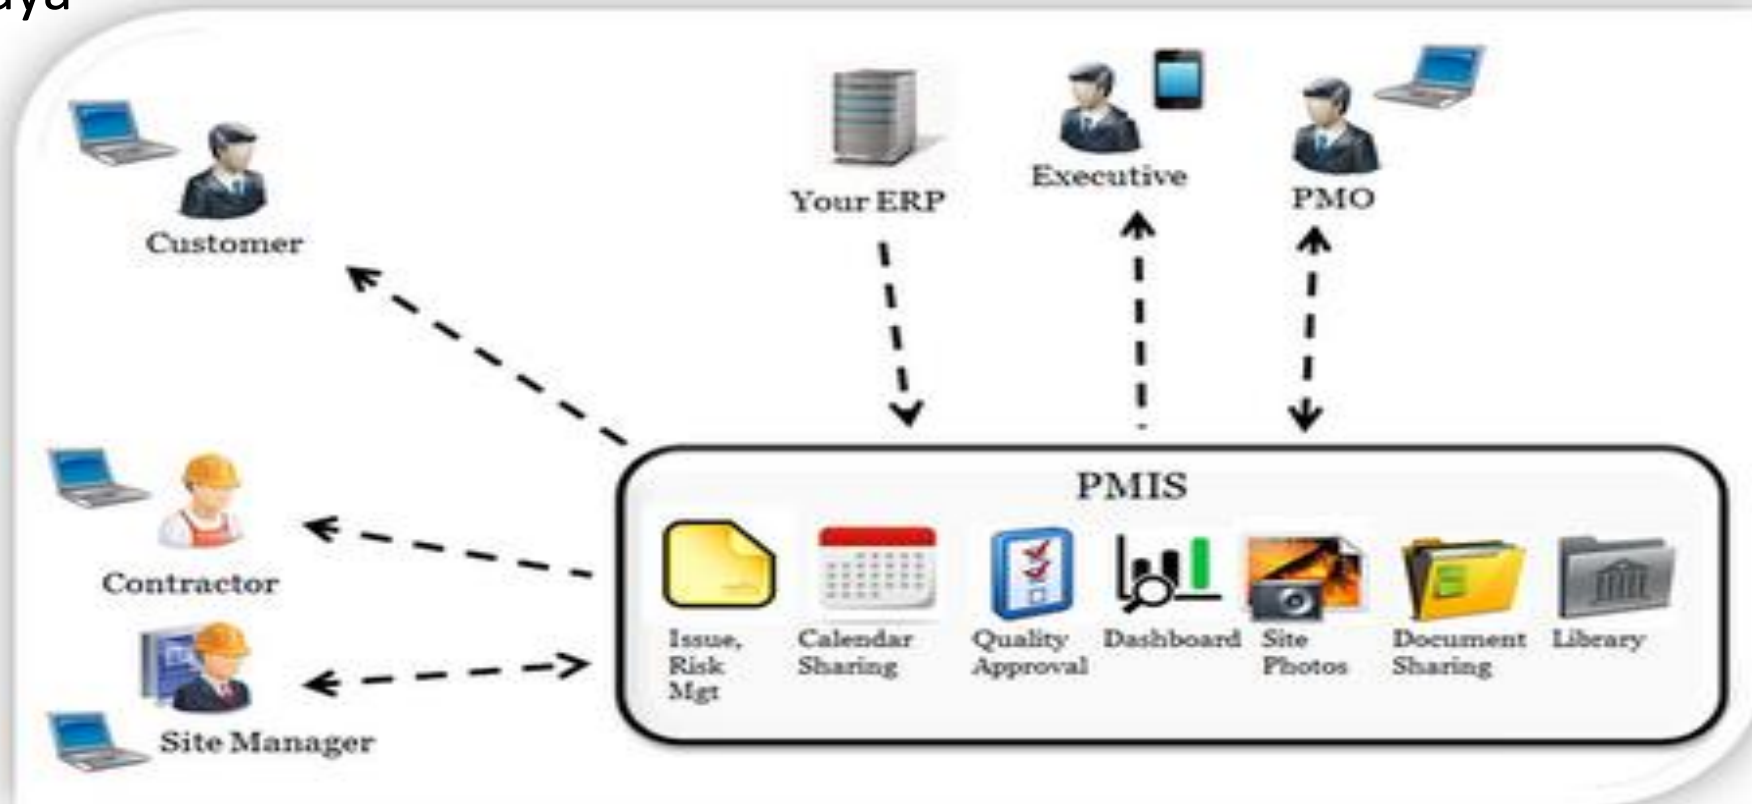 Your ERP
Executive
PMO
Customer
Contractor
Site Manager
PMIS
Issue,
Risk
Mgt
Calendar
Sharing
Quality
Approval
Dashboard
Site
Photos
Document
Sharing
Library